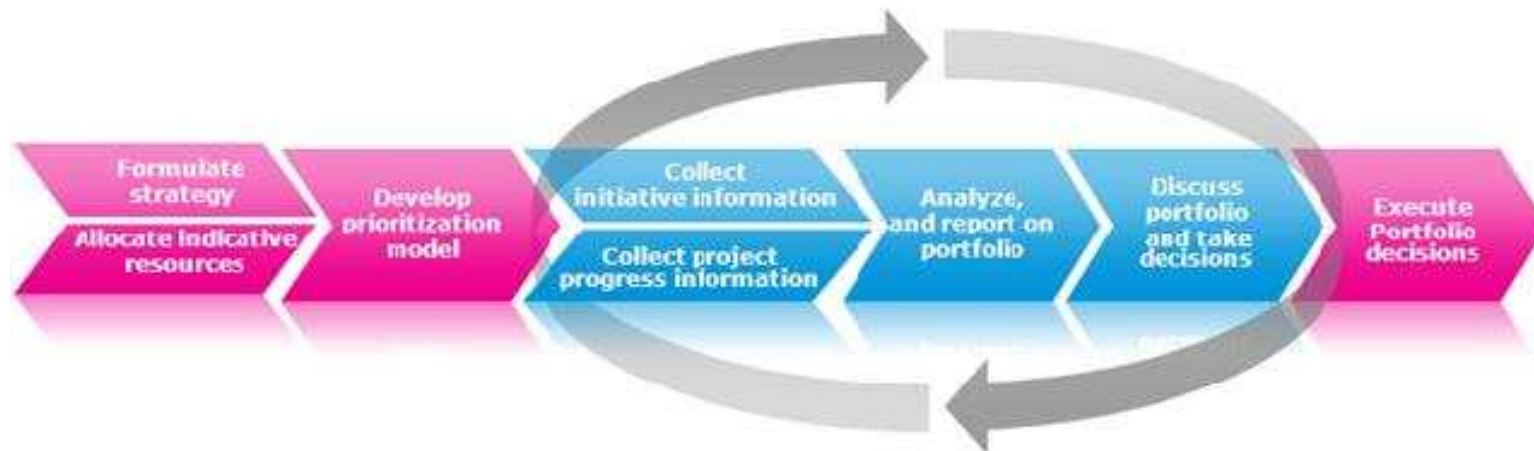 Formulate
strategy
Allocate indicative
resources
Develop
prioritization
model
Collect
initiative information
Collect project
progress information
Analyze,
and report on
portfolio
Discuss
portfolio
and take
decisions
Execute
Portfolio
decisions